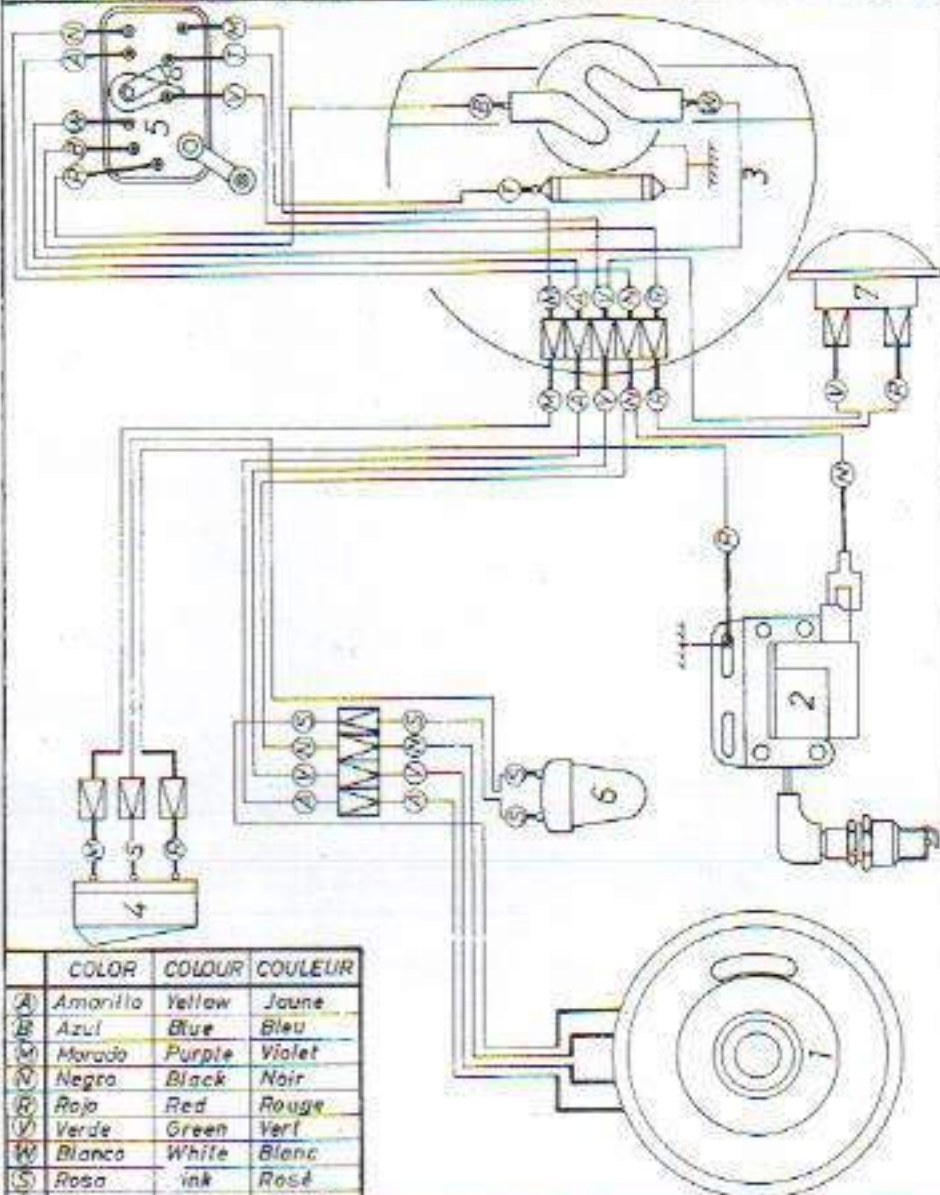 COLOR COLOUR COULEUR
A Amarillo Yellow Jaune
B Azul Blue Bleu
M Morado Purple Violet
N Negro Black Noir
R Rojo Red Rouge
V Verde Green Vert
W Blanco White Blanc
S Rosa ink Rosé
1
2
3
4
5
6
7
N
A
M
T
V
B
W
T
M
A
V
N
R
M
A
V
N
R
V
N
R
S
S
N
V
A
S
N
V
A
S
S
S